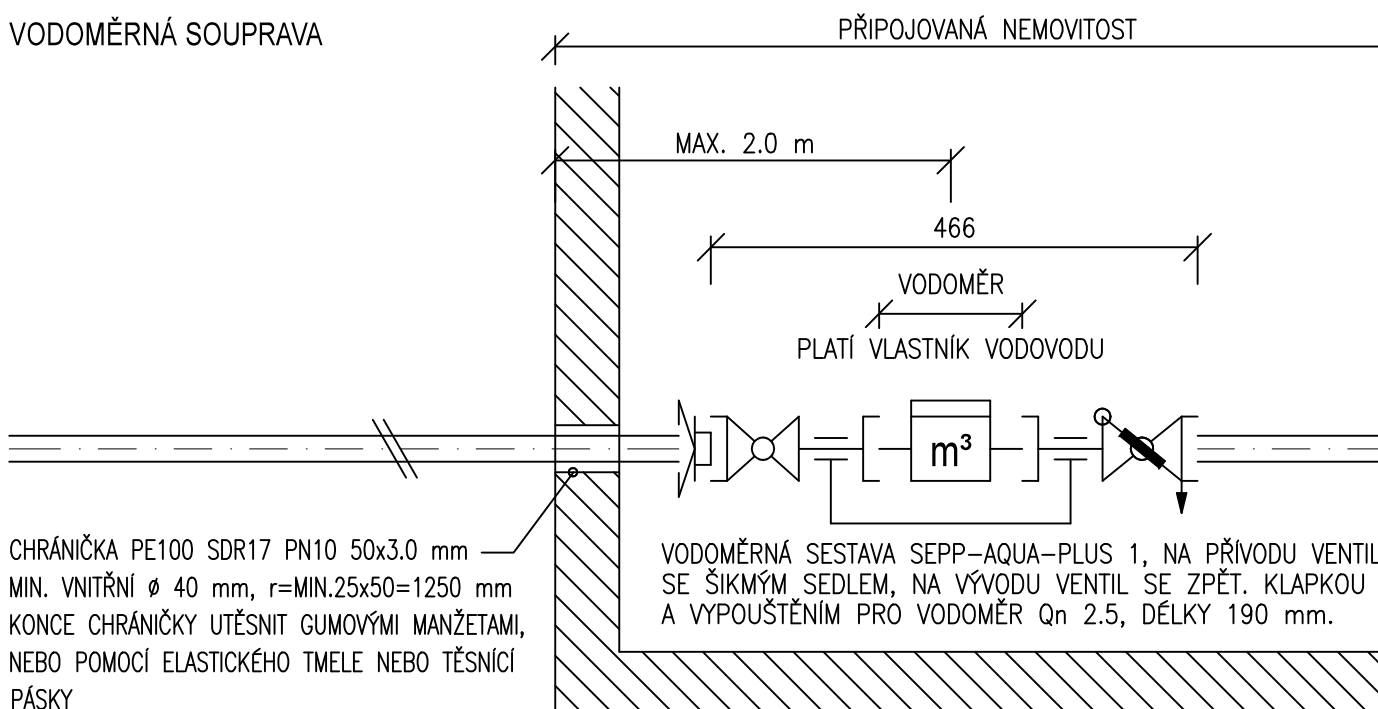 VODOMĚRNÁ SOUPRAVA
PŘIPOJOVANÁ NEMOVITOST
MAX. 2.0 m
466
VODOMĚR
PLATÍ VLASTNÍK VODOVODU
m³
CHRÁNIČKA PE100 SDR17 PN10 50x3.0 mm
MIN. VNITŘNÍ ø 40 mm, r=MIN.25x50=1250 mm
KONCE CHRÁNIČKY UTĚSNIT GUMOVÝMI MANŽETAMI,
NEBO POMOCÍ ELASTICKÉHO TMELE NEBO TĚSNÍCÍ
PÁSKY
VODOMĚRNÁ SESTAVA SEPP-AQUA-PLUS 1, NA PŘÍVODU VENTIL
SE ŠIKMÝM SEDLEM, NA VÝVODU VENTIL SE ZPĚT. KLAPKOU
A VYPOUŠTĚNÍM PRO VODOMĚR Qn 2.5, DÉLKY 190 mm.